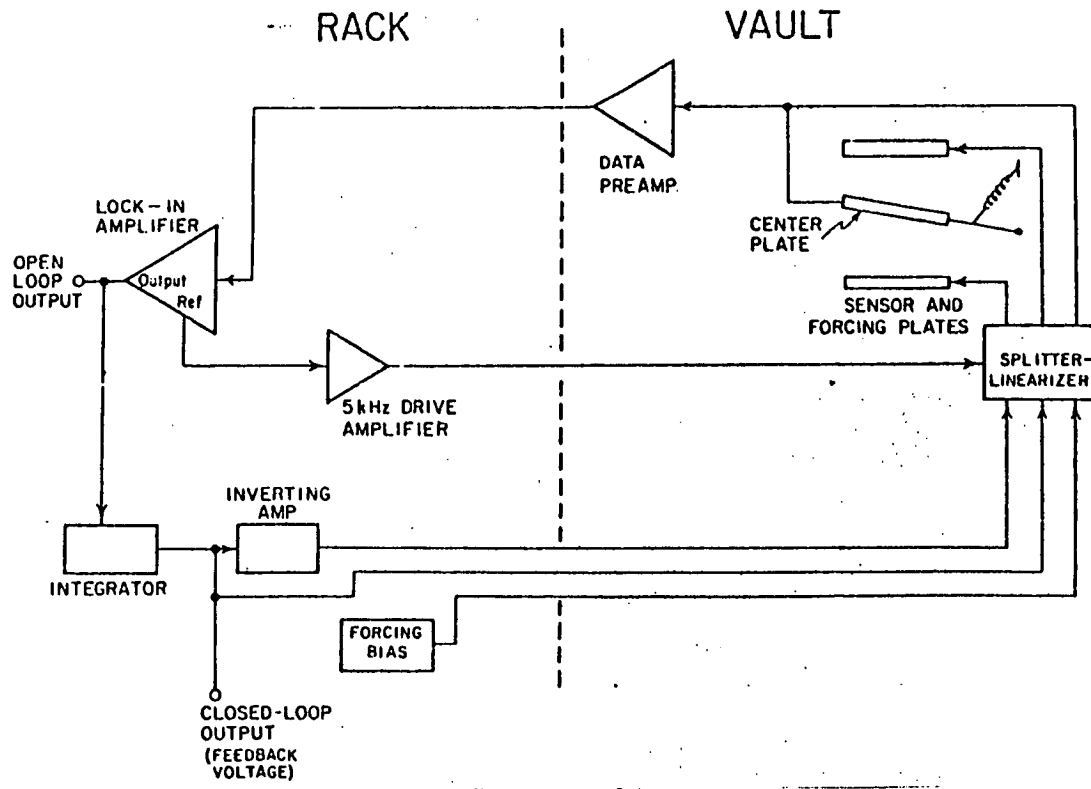 RACK
VAULT
DATA
PREAMP.
LOCK-IN
AMPLIFIER
CENTER
PLATE
OPEN
LOOP
OUTPUT
Output
Ref
SENSOR AND
FORCING PLATES
SPLITTER-
LINEARIZER
5kHz DRIVE
AMPLIFIER
INVERTING
AMP
INTEGRATOR
FORCING
BIAS
CLOSED-LOOP
OUTPUT
(FEEDBACK
VOLTAGE)